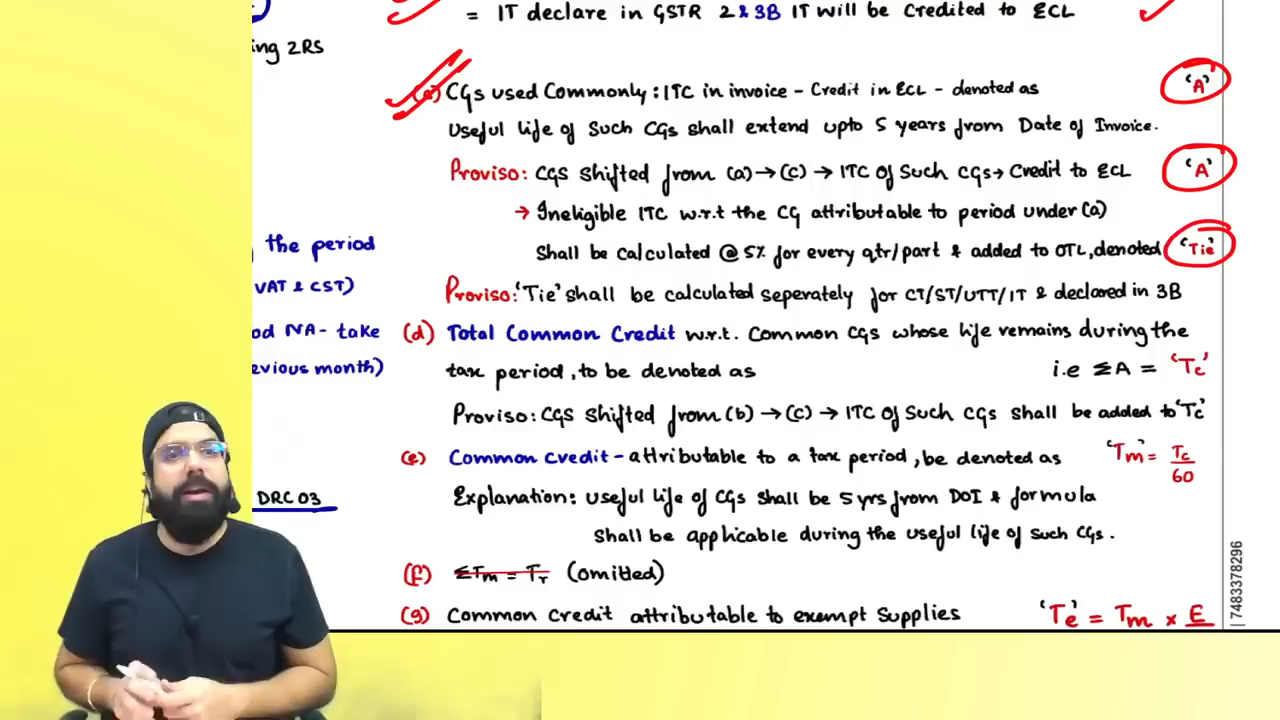 = IT declare in GSTR 2 & 3B IT will be Credited to ECL
ing 2RS
(c) CGs used Commonly: ITC in invoice - Credit in ECL - denoted as 'A'
Useful life of Such CGs shall extend upto 5 years from Date of Invoice.
Proviso: CGS Shifted from (a) → (c) → ITC Of Such CGs → Credit to ECL 'A'
→ Ineligible ITC w.r.t the CG attributable to period under (a)
Shall be Calculated @ 5% for every qtr/part & added to OTL, denoted 'Tie'
the period
VAT & CST)
Proviso: 'Tie' shall be calculated seperately for CT/ST/UTT/IT & declared in 3B
od NA - take
evious month)
(d) Total Common Credit w.r.t. Common CGs whose life remains during the
tax period, to be denoted as i.e ΣA = 'Tc'
Proviso: CGS Shifted from (b) → (c) → ITC of Such CGs shall be added to 'Tc'
(e) Common Credit - attributable to a tax period, be denoted as 'Tm' = Tc/60
DRC 03
Explanation: Useful life of CGs shall be 5 yrs from DOI & formula
shall be applicable during the useful life of such CGs.
(f) ΣTm = Tr (omitted)
(g) Common Credit attributable to exempt Supplies 'Te' = Tm × E
7483378296